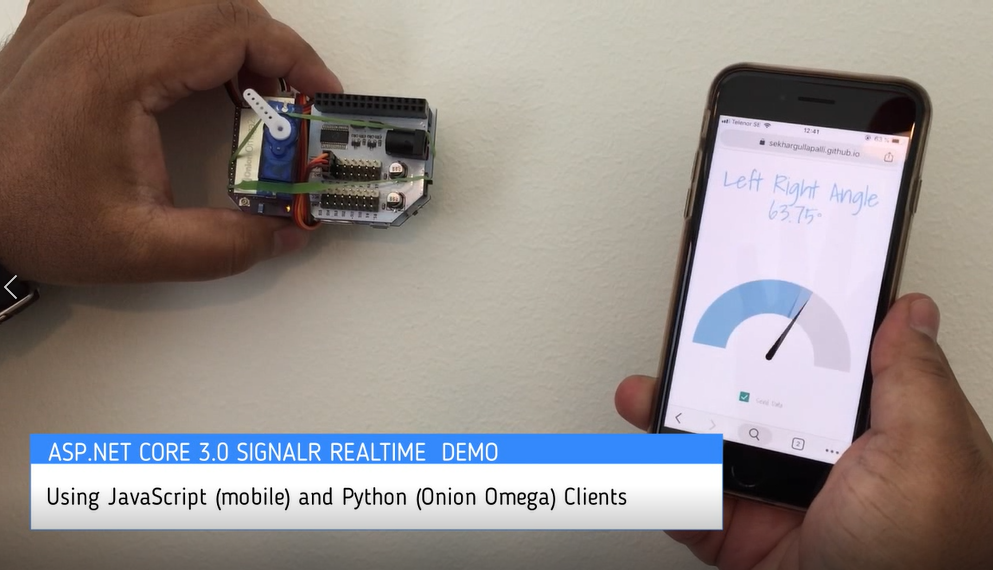 Telenor SE
12:41
sekhargullapalli.github.io
Left Right Angle
63.75°
2
ASP.NET CORE 3.0 SIGNALR REALTIME DEMO
Using JavaScript (mobile) and Python (Onion Omega) Clients